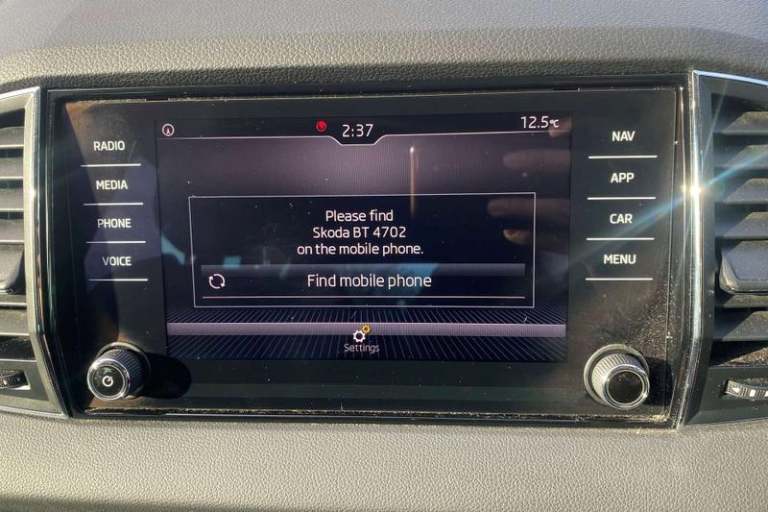 2:37
12.5°C
RADIO
MEDIA
PHONE
VOICE
Please find
Skoda BT 4702
on the mobile phone.
Find mobile phone
Settings
NAV
APP
CAR
MENU